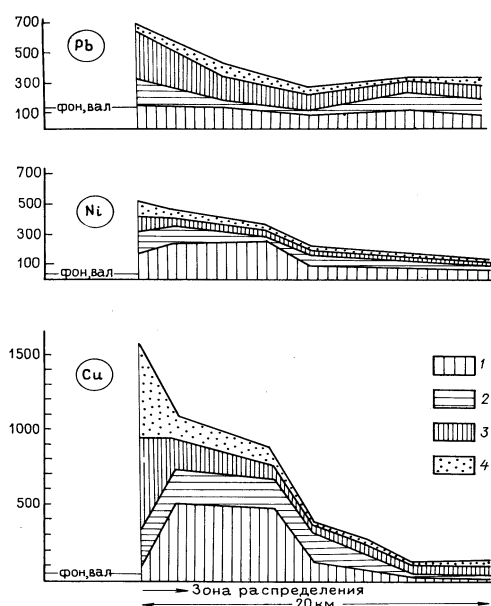 700
Pb
500
300
фон, вал
100
700
Ni
500
300
100
фон, вал
1500
Cu
1
2
1000
3
4
500
фон, вал
Зона распределения
20 км